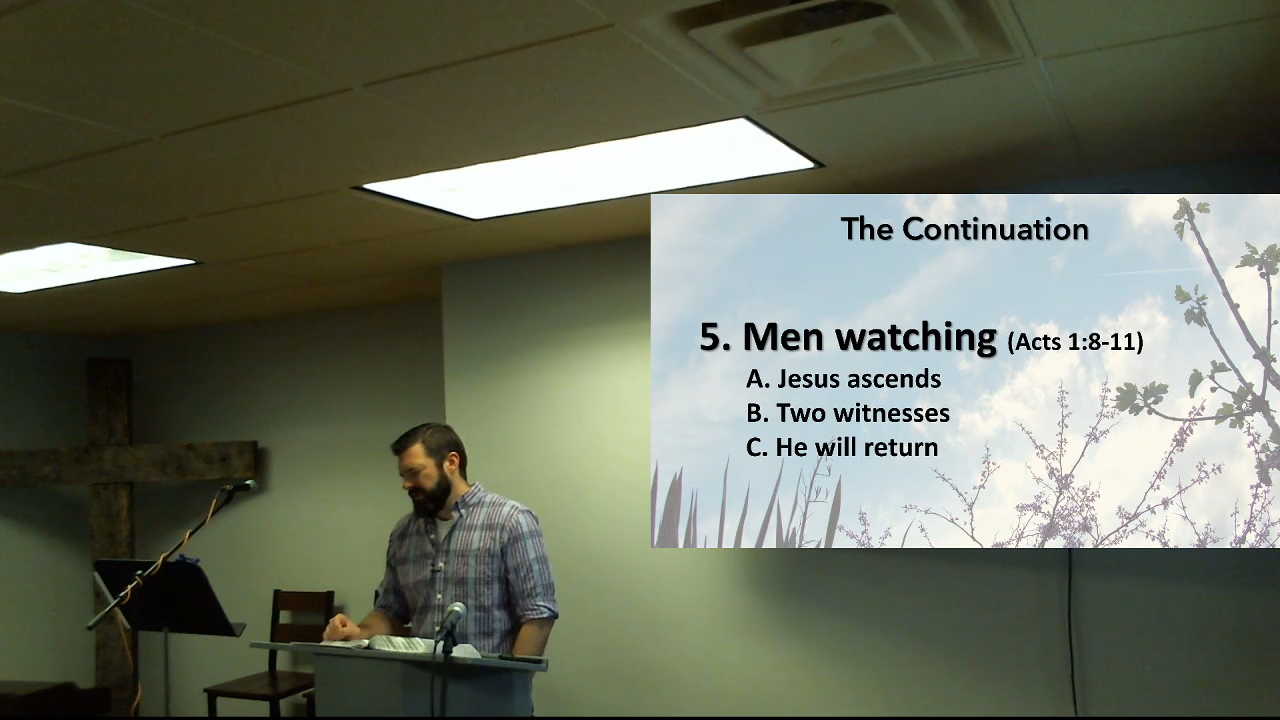 The Continuation
5. Men watching (Acts 1:8-11)
A. Jesus ascends
B. Two witnesses
C. He will return